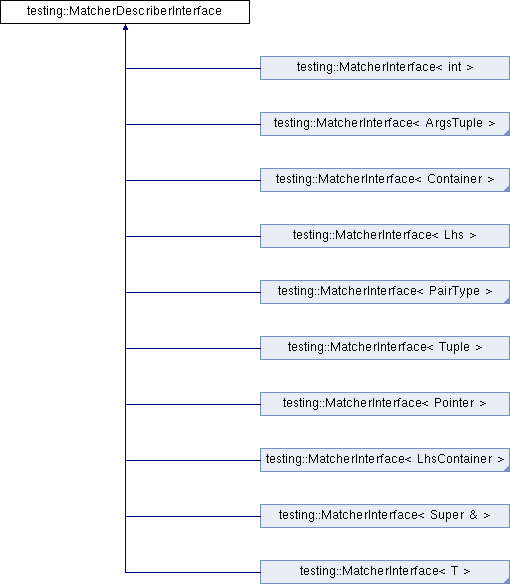 testing::MatcherDescriberInterface
testing::MatcherInterface< int >
testing::MatcherInterface< ArgsTuple >
testing::MatcherInterface< Container >
testing::MatcherInterface< Lhs >
testing::MatcherInterface< PairType >
testing::MatcherInterface< Tuple >
testing::MatcherInterface< Pointer >
testing::MatcherInterface< LhsContainer >
testing::MatcherInterface< Super & >
testing::MatcherInterface< T >